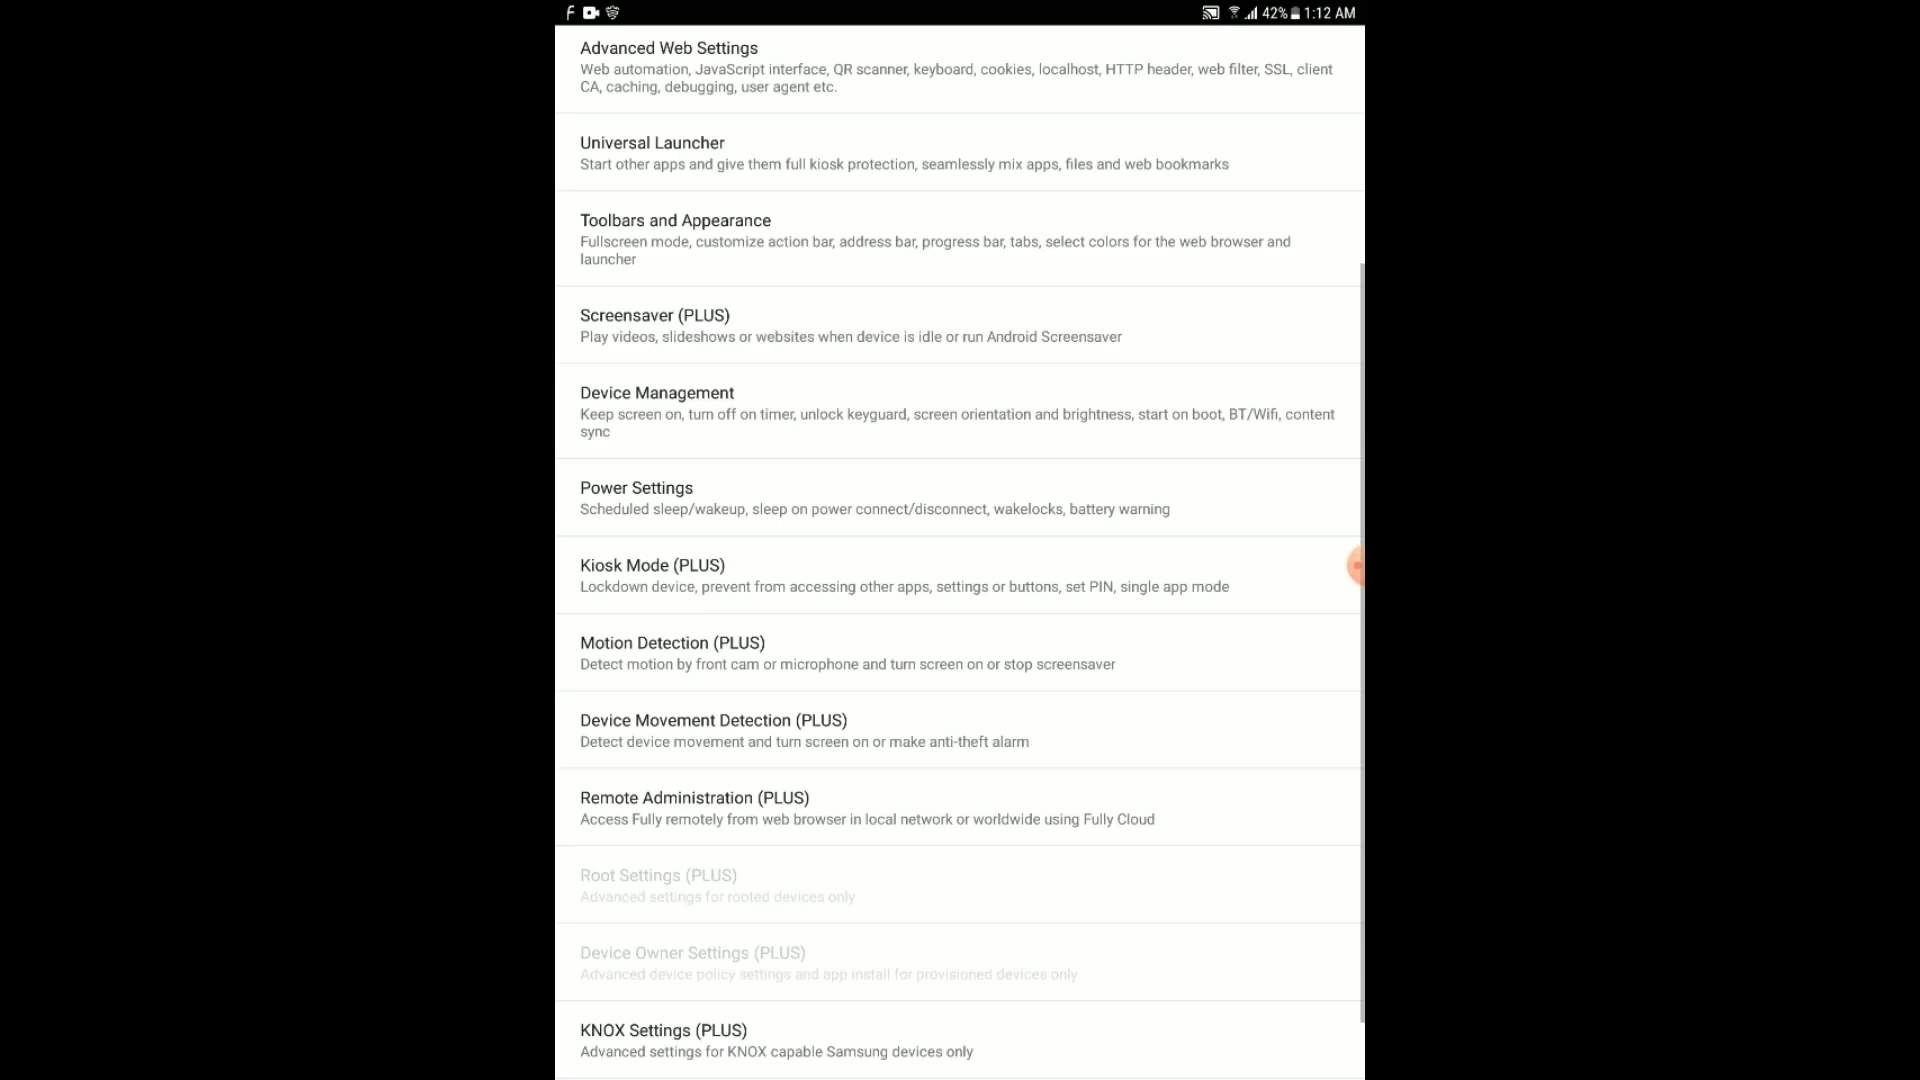 42% 1:12 AM
Advanced Web Settings
Web automation, JavaScript interface, QR scanner, keyboard, cookies, localhost, HTTP header, web filter, SSL, client
CA, caching, debugging, user agent etc.
Universal Launcher
Start other apps and give them full kiosk protection, seamlessly mix apps, files and web bookmarks
Toolbars and Appearance
Fullscreen mode, customize action bar, address bar, progress bar, tabs, select colors for the web browser and
launcher
Screensaver (PLUS)
Play videos, slideshows or websites when device is idle or run Android Screensaver
Device Management
Keep screen on, turn off on timer, unlock keyguard, screen orientation and brightness, start on boot, BT/Wifi, content
sync
Power Settings
Scheduled sleep/wakeup, sleep on power connect/disconnect, wakelocks, battery warning
Kiosk Mode (PLUS)
Lockdown device, prevent from accessing other apps, settings or buttons, set PIN, single app mode
Motion Detection (PLUS)
Detect motion by front cam or microphone and turn screen on or stop screensaver
Device Movement Detection (PLUS)
Detect device movement and turn screen on or make anti-theft alarm
Remote Administration (PLUS)
Access Fully remotely from web browser in local network or worldwide using Fully Cloud
Root Settings (PLUS)
Advanced settings for rooted devices only
Device Owner Settings (PLUS)
Advanced device policy settings and app install for provisioned devices only
KNOX Settings (PLUS)
Advanced settings for KNOX capable Samsung devices only